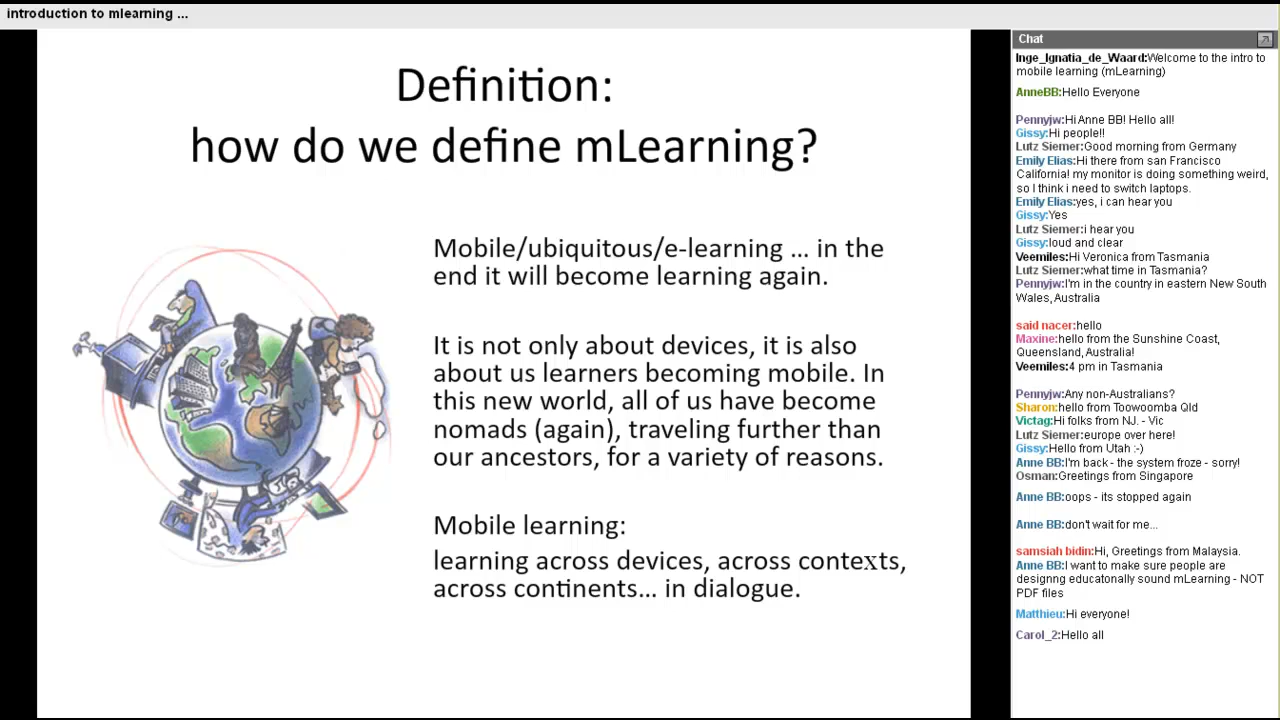 introduction to mlearning ...
Definition:
how do we define mLearning?
Mobile/ubiquitous/e-learning ... in the
end it will become learning again.
It is not only about devices, it is also
about us learners becoming mobile. In
this new world, all of us have become
nomads (again), traveling further than
our ancestors, for a variety of reasons.
Mobile learning:
learning across devices, across contexts,
across continents... in dialogue.
Chat
Inge_Ignatia_de_Waard:Welcome to the intro to
mobile learning (mLearning)
AnneBB:Hello Everyone
Pennyjw:Hi Anne BB! Hello all!
Gissy:Hi people!!
Lutz Siemer:Good morning from Germany
Emily Elias:Hi there from san Francisco
California! my monitor is doing something weird,
so I think i need to switch laptops.
Emily Elias:yes, i can hear you
Gissy:Yes
Lutz Siemer:i hear you
Gissy:loud and clear
Veemiles:Hi Veronica from Tasmania
Lutz Siemer:what time in Tasmania?
Pennyjw:I'm in the country in eastern New South
Wales, Australia
said nacer:hello
Maxine:hello from the Sunshine Coast,
Queensland, Australia!
Veemiles:4 pm in Tasmania
Pennyjw:Any non-Australians?
Sharon:hello from Toowoomba Qld
Victag:Hi folks from NJ. - Vic
Lutz Siemer:europe over here!
Gissy:Hello from Utah :-)
Anne BB:I'm back - the system froze - sorry!
Osman:Greetings from Singapore
Anne BB:oops - its stopped again
Anne BB:don't wait for me...
samsiah bidin:Hi, Greetings from Malaysia.
Anne BB:I want to make sure people are
designng educatonally sound mLearning - NOT
PDF files
Matthieu:Hi everyone!
Carol_2:Hello all